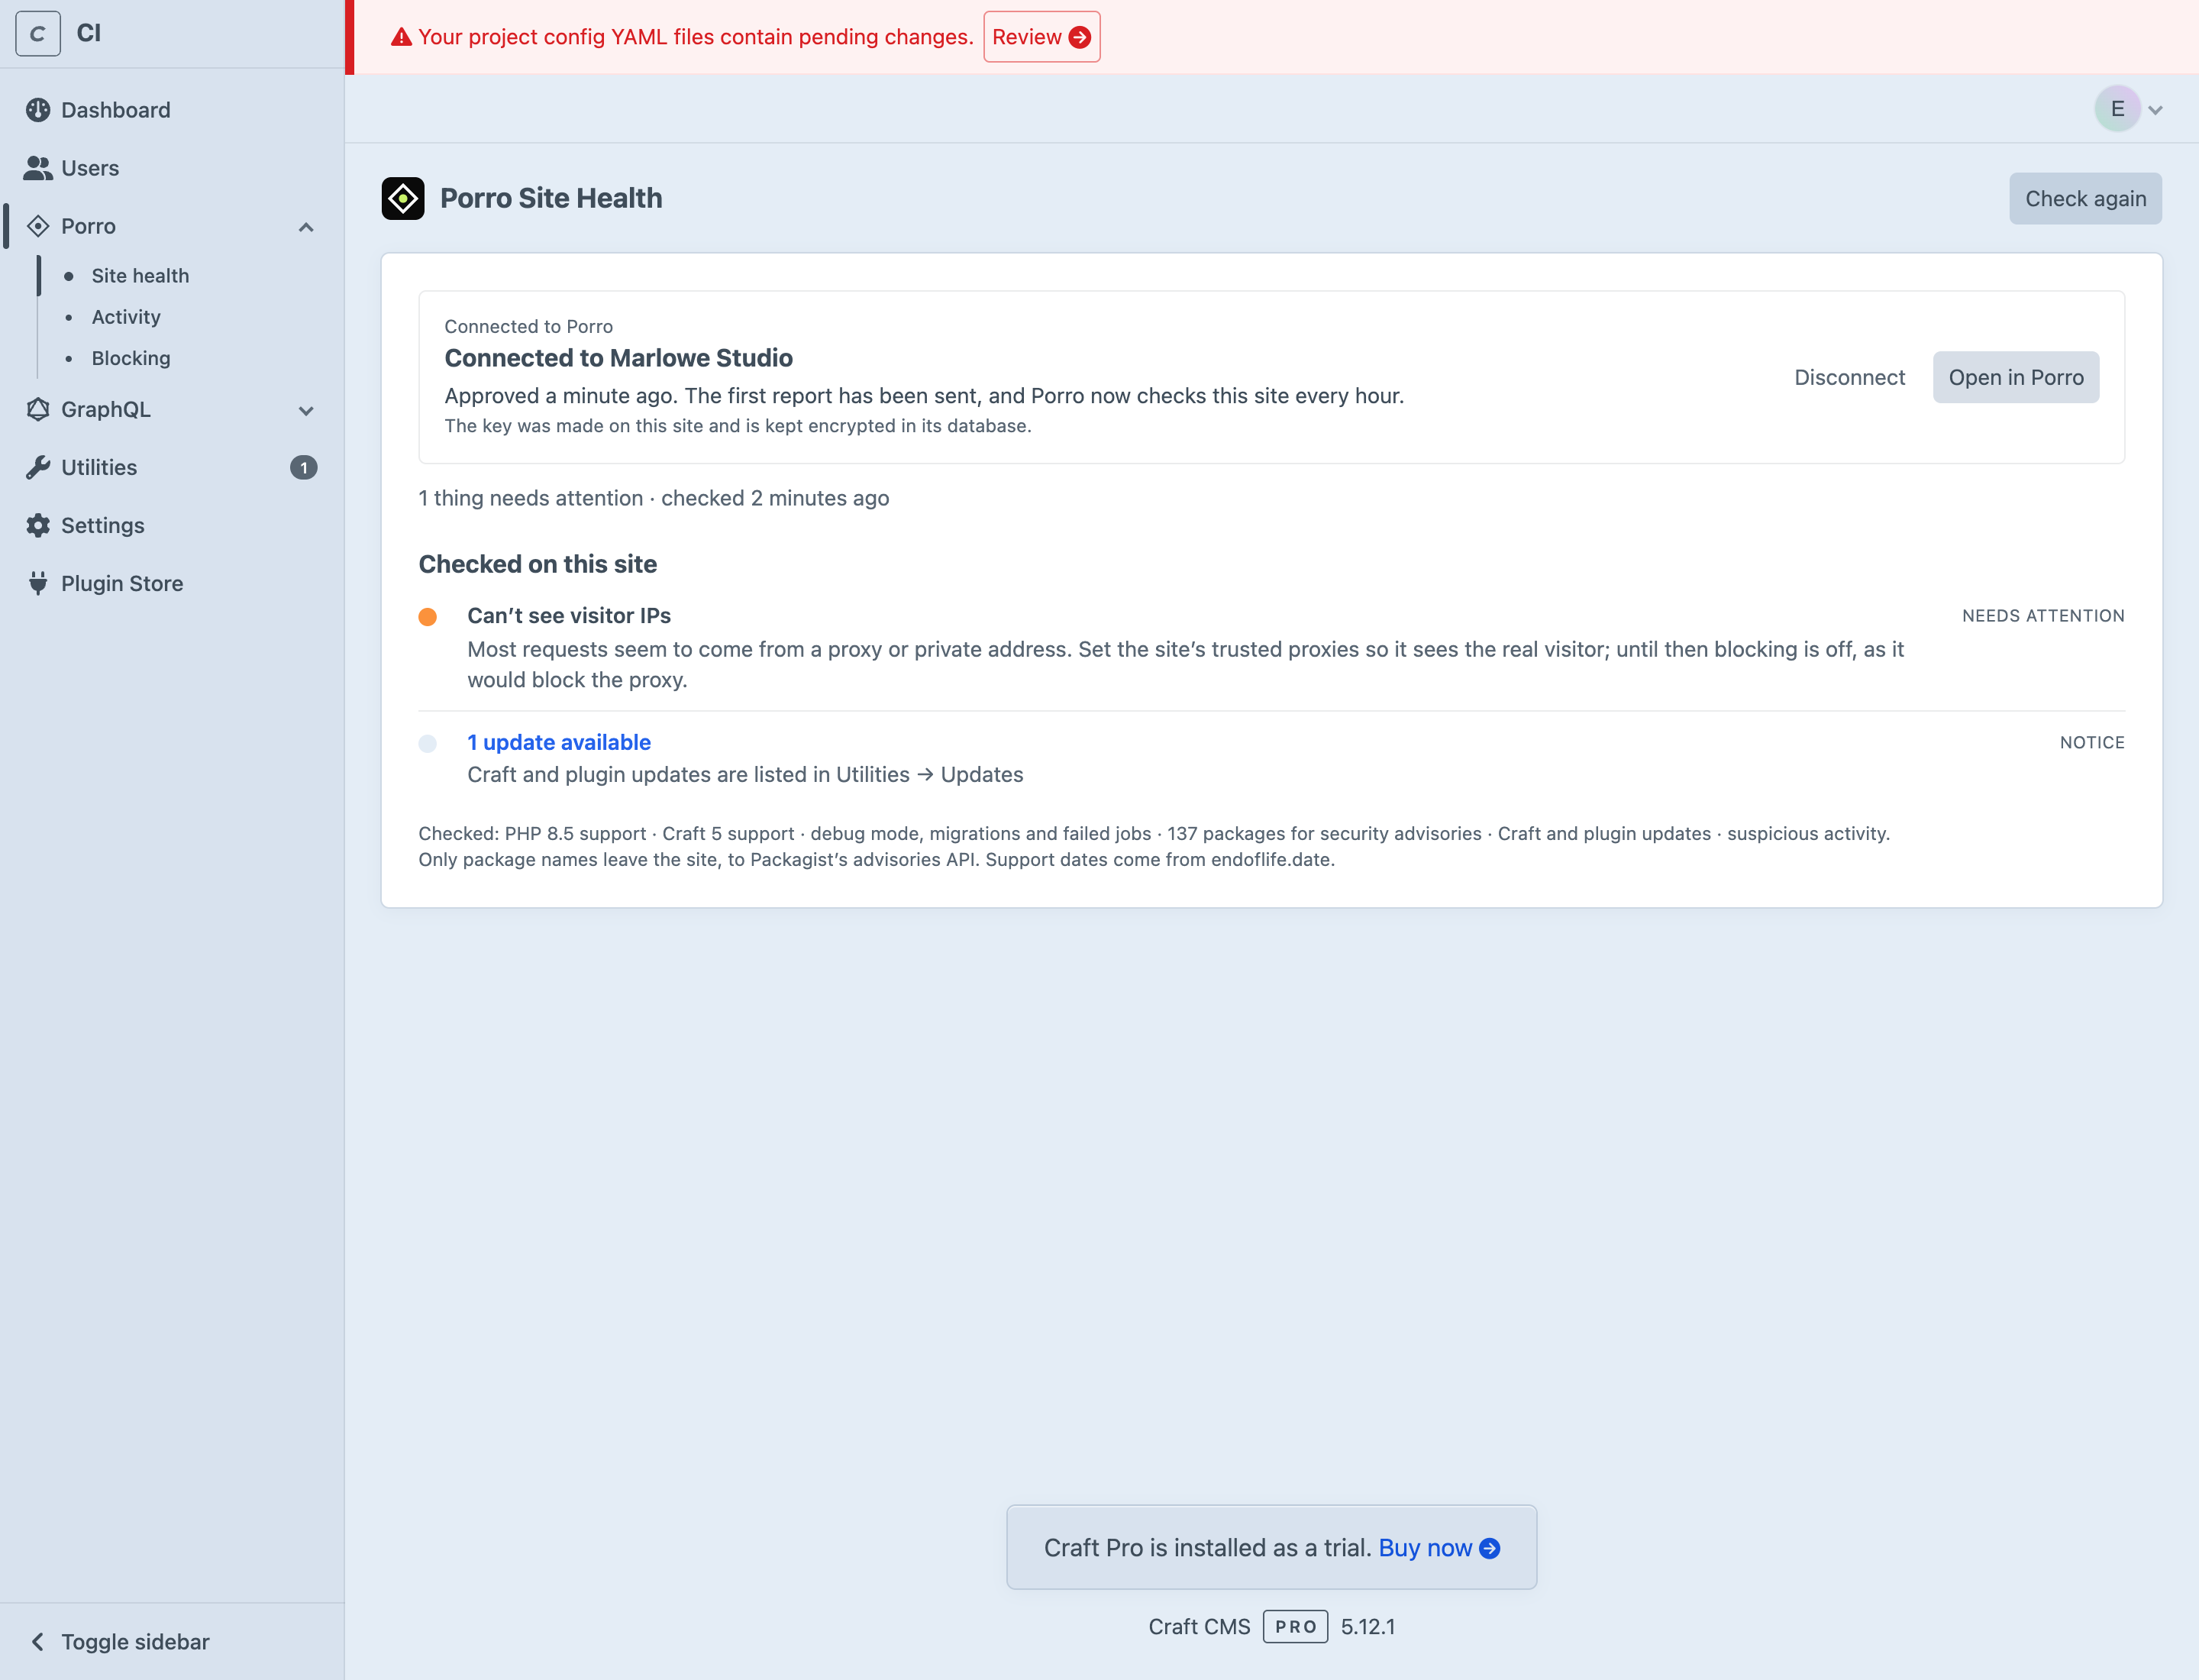 C CI
Your project config YAML files contain pending changes. Review
Dashboard
Users
Porro
Site health
Activity
Blocking
GraphQL
Utilities 1
Settings
Plugin Store
Toggle sidebar
E
Porro Site Health
Check again
Connected to Porro
Connected to Marlowe Studio
Approved a minute ago. The first report has been sent, and Porro now checks this site every hour.
The key was made on this site and is kept encrypted in its database.
Disconnect
Open in Porro
1 thing needs attention · checked 2 minutes ago
Checked on this site
Can’t see visitor IPs
NEEDS ATTENTION
Most requests seem to come from a proxy or private address. Set the site’s trusted proxies so it sees the real visitor; until then blocking is off, as it
would block the proxy.
1 update available
NOTICE
Craft and plugin updates are listed in Utilities → Updates
Checked: PHP 8.5 support · Craft 5 support · debug mode, migrations and failed jobs · 137 packages for security advisories · Craft and plugin updates · suspicious activity.
Only package names leave the site, to Packagist’s advisories API. Support dates come from endoflife.date.
Craft Pro is installed as a trial. Buy now
Craft CMS PRO 5.12.1